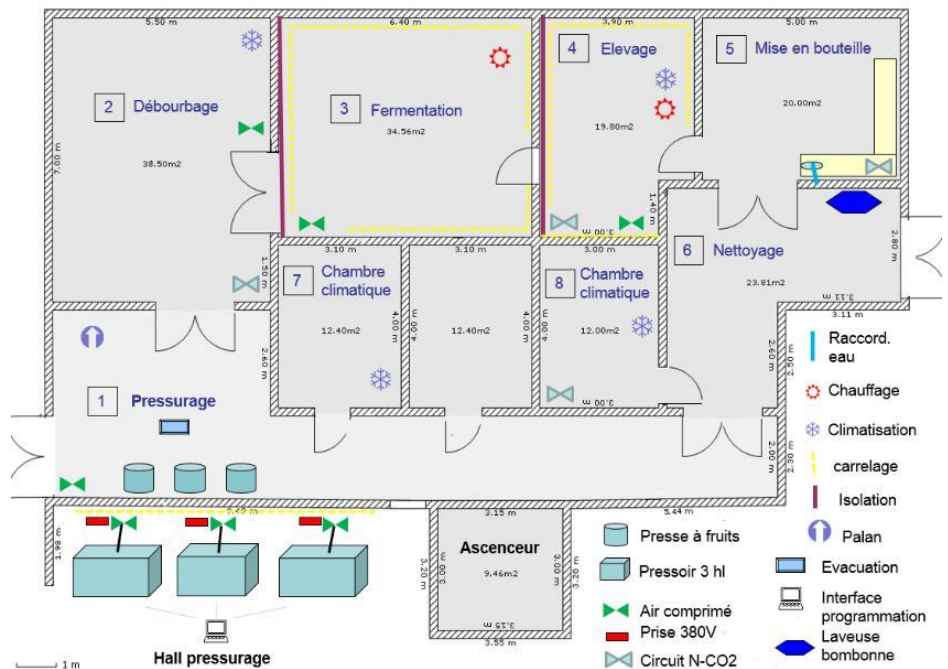 5.50 m
6.40 m
3.90 m
5.00 m
2
Débourbage
38.50m2
7.00 m
1.50 m
3
Fermentation
34.56m2
4
Elevage
19.80m2
1.40 m
3.00 m
5
Mise en bouteille
20.00m2
6
Nettoyage
23.81m2
2.80 m
3.11 m
3.11 m
2.60 m
2.50 m
7
Chambre
climatique
3.10 m
12.40m2
4.00 m
3.10 m
12.40m2
4.00 m
8
Chambre
climatique
3.00 m
12.00m2
4.00 m
3.00 m
1
Pressurage
2.60 m
2.00 m
2.30 m
1.98 m
5.44 m
3.15 m
Ascenceur
9.46m2
3.20 m
3.00 m
3.00 m
3.20 m
3.15 m
3.55 m
Hall pressurage
1 m
Raccord.
eau
Chauffage
Climatisation
carrelage
Isolation
Palan
Evacuation
Interface
programmation
Laveuse
bombonne
Presse à fruits
Pressoir 3 hl
Air comprimé
Prise 380V
Circuit N-CO2